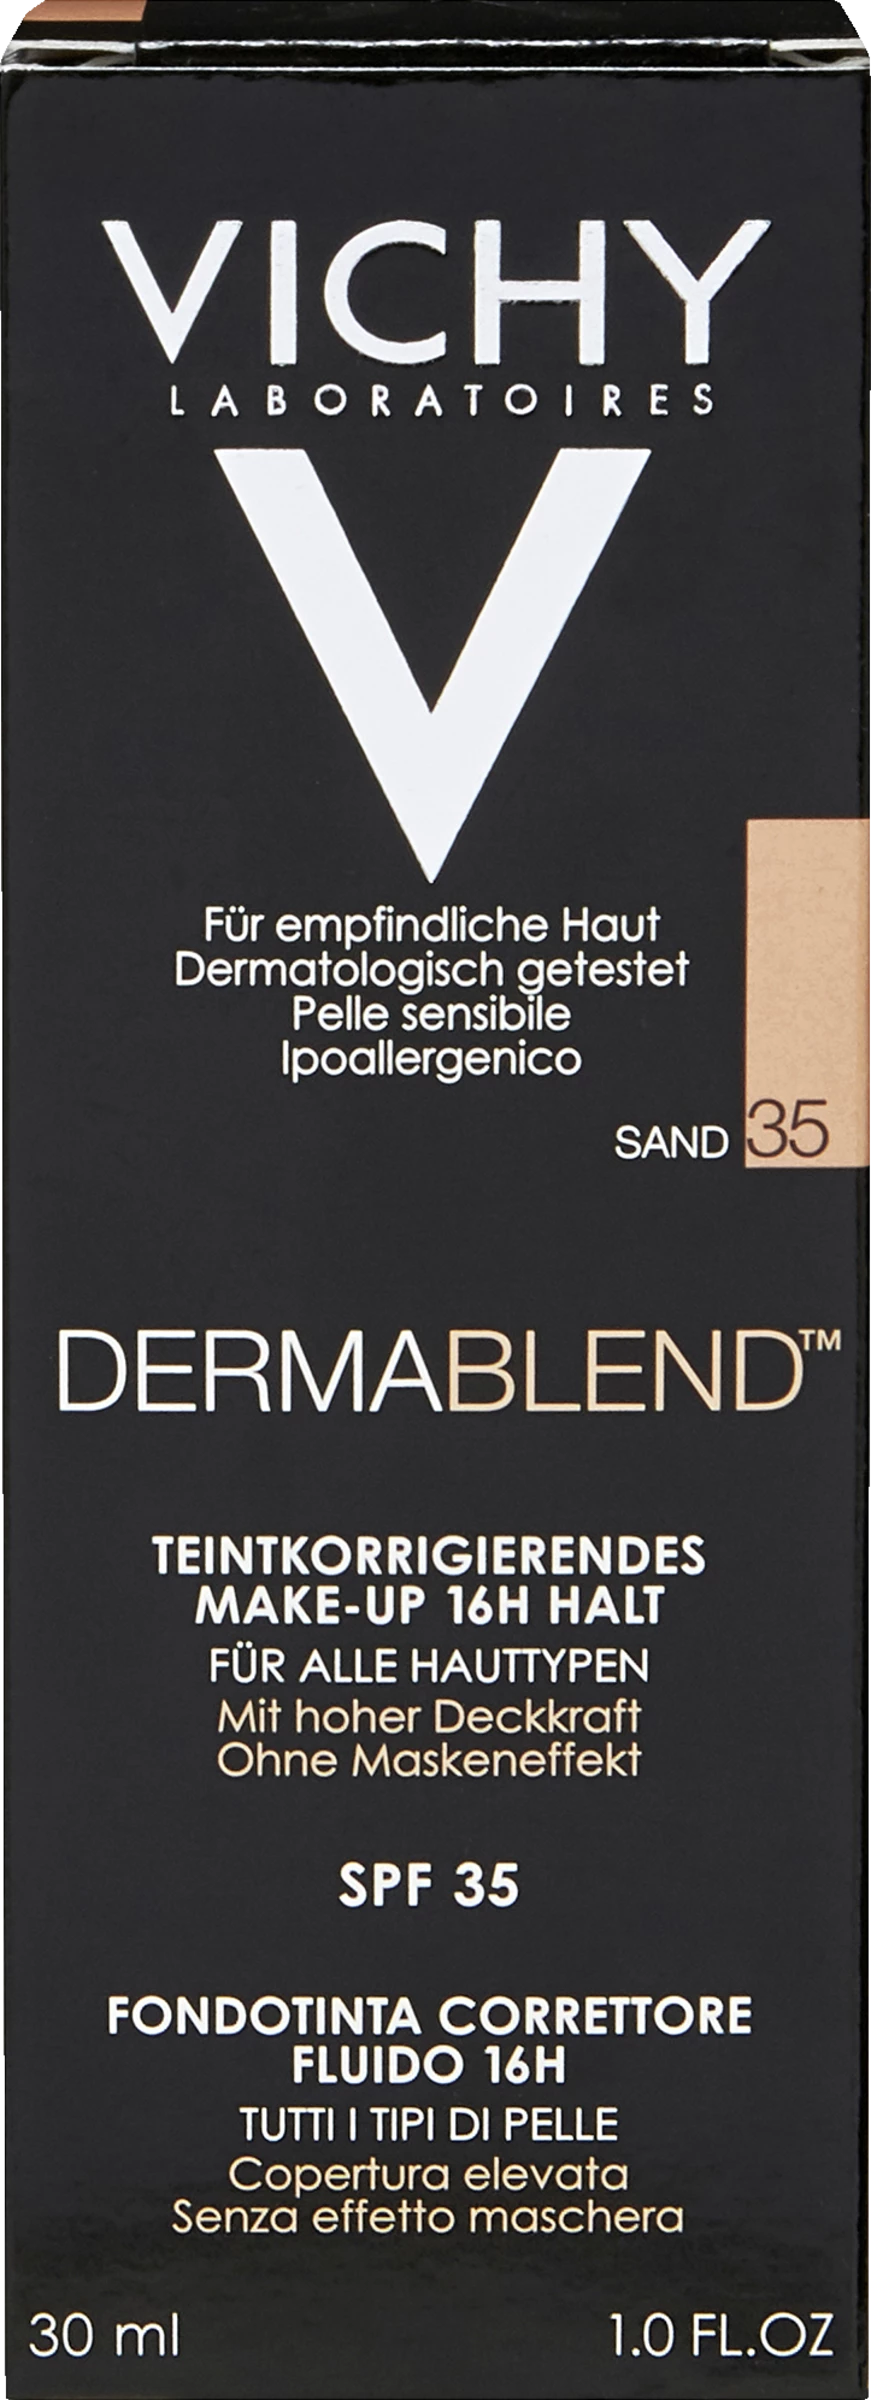 VICHY
LABORATOIRES
V
Für empfindliche Haut
Dermatologisch getestet
Pelle sensibile
Ipoallergenico
SAND 35
DERMABLEND™
TEINTKORRIGIERENDES
MAKE-UP 16H HALT
FÜR ALLE HAUTTYPEN
Mit hoher Deckkraft
Ohne Maskeneffekt
SPF 35
FONDOTINTA CORRETTORE
FLUIDO 16H
TUTTI I TIPI DI PELLE
Copertura elevata
Senza effetto maschera
30 ml 1.0 FL.OZ